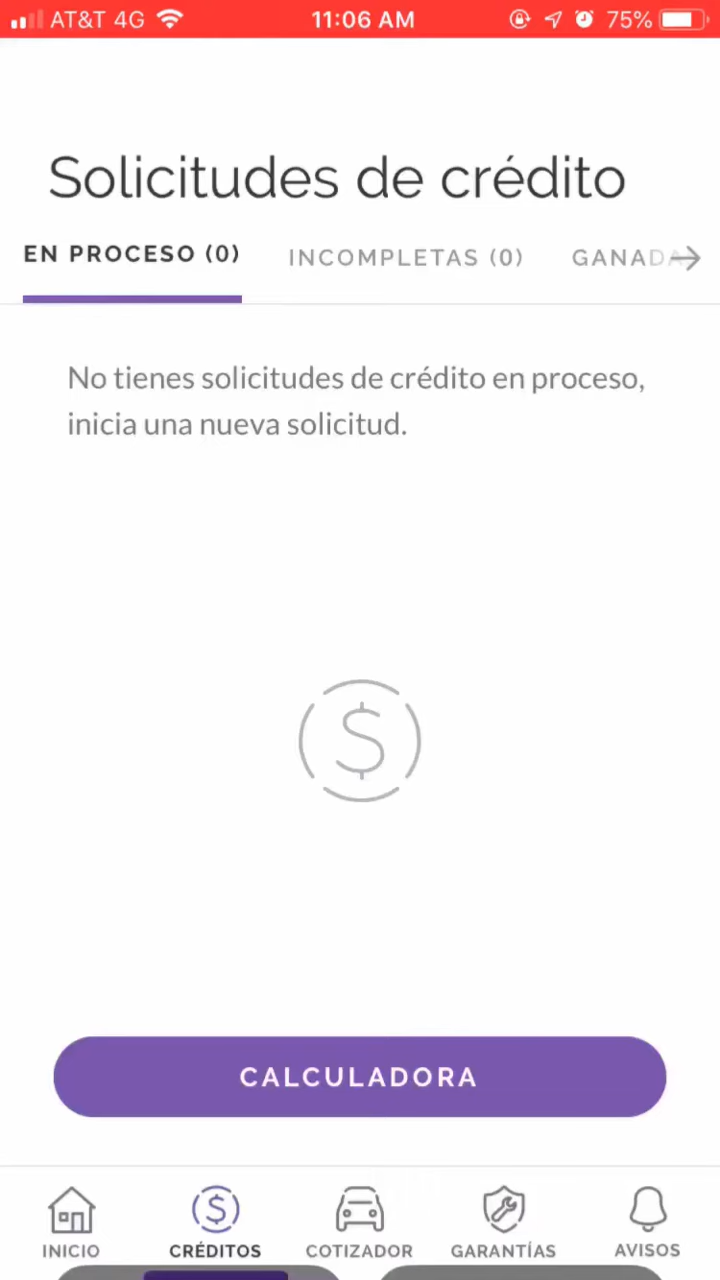 AT&T 4G 11:06 AM 75%
Solicitudes de crédito
EN PROCESO (0) INCOMPLETAS (0)
No tienes solicitudes de crédito en proceso,
inicia una nueva solicitud.
$
CALCULADORA
$
INICIO CRÉDITOS COTIZADOR GARANTÍAS AVISOS